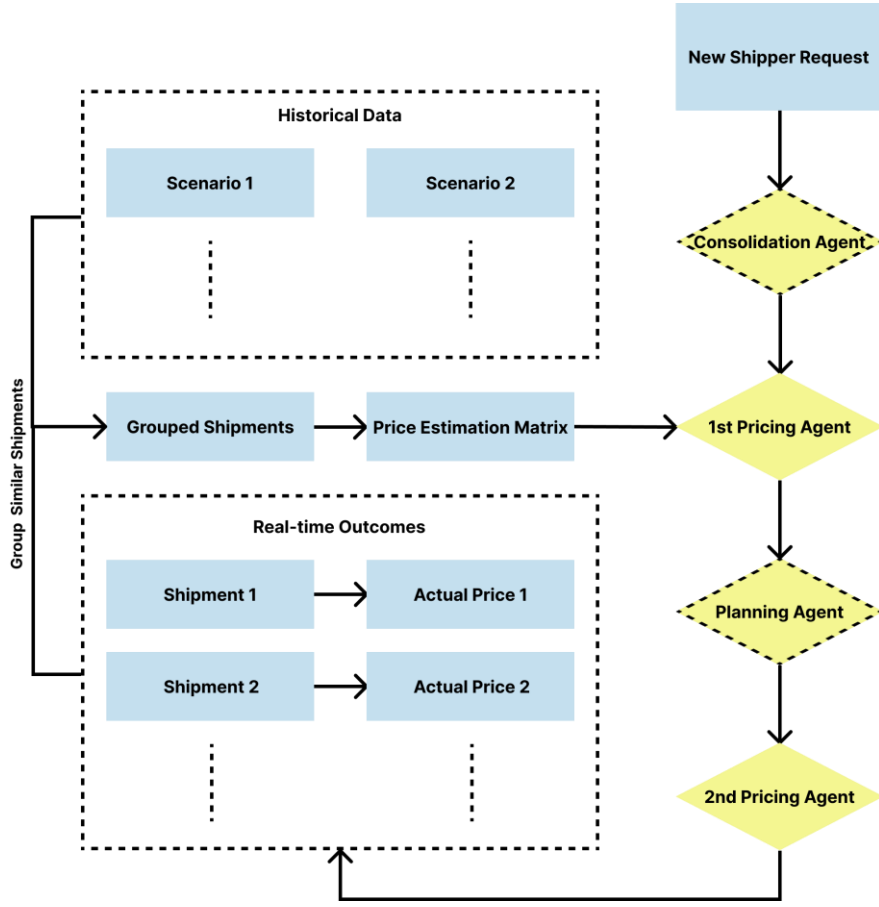 New Shipper Request
Historical Data
Scenario 1
Scenario 2
Consolidation Agent
Group Similar Shipments
Grouped Shipments
Price Estimation Matrix
1st Pricing Agent
Real-time Outcomes
Shipment 1
Actual Price 1
Planning Agent
Shipment 2
Actual Price 2
2nd Pricing Agent